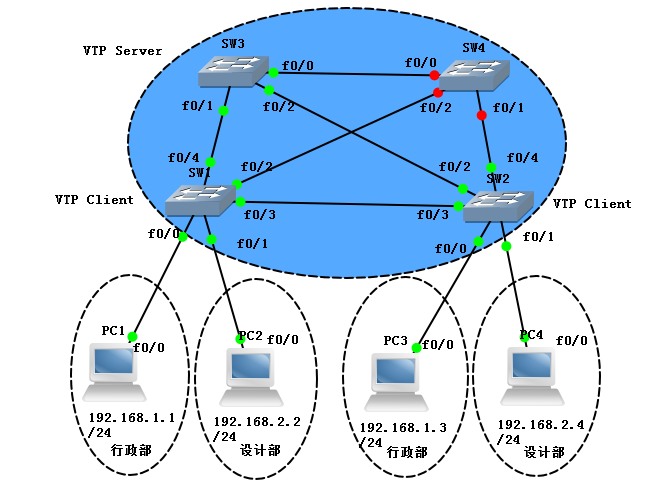 SW3
SW4
VTP Server
f0/0
f0/0
f0/1
f0/2
f0/2
f0/1
f0/4
SW1
f0/2
f0/2
f0/4
SW2
VTP Client
f0/3
f0/3
VTP Client
f0/0
f0/1
f0/0
f0/1
PC1
f0/0
PC2
f0/0
PC3
f0/0
PC4
f0/0
192.168.1.1
/24
行政部
192.168.2.2
/24
设计部
192.168.1.3
/24
行政部
192.168.2.4
/24
设计部